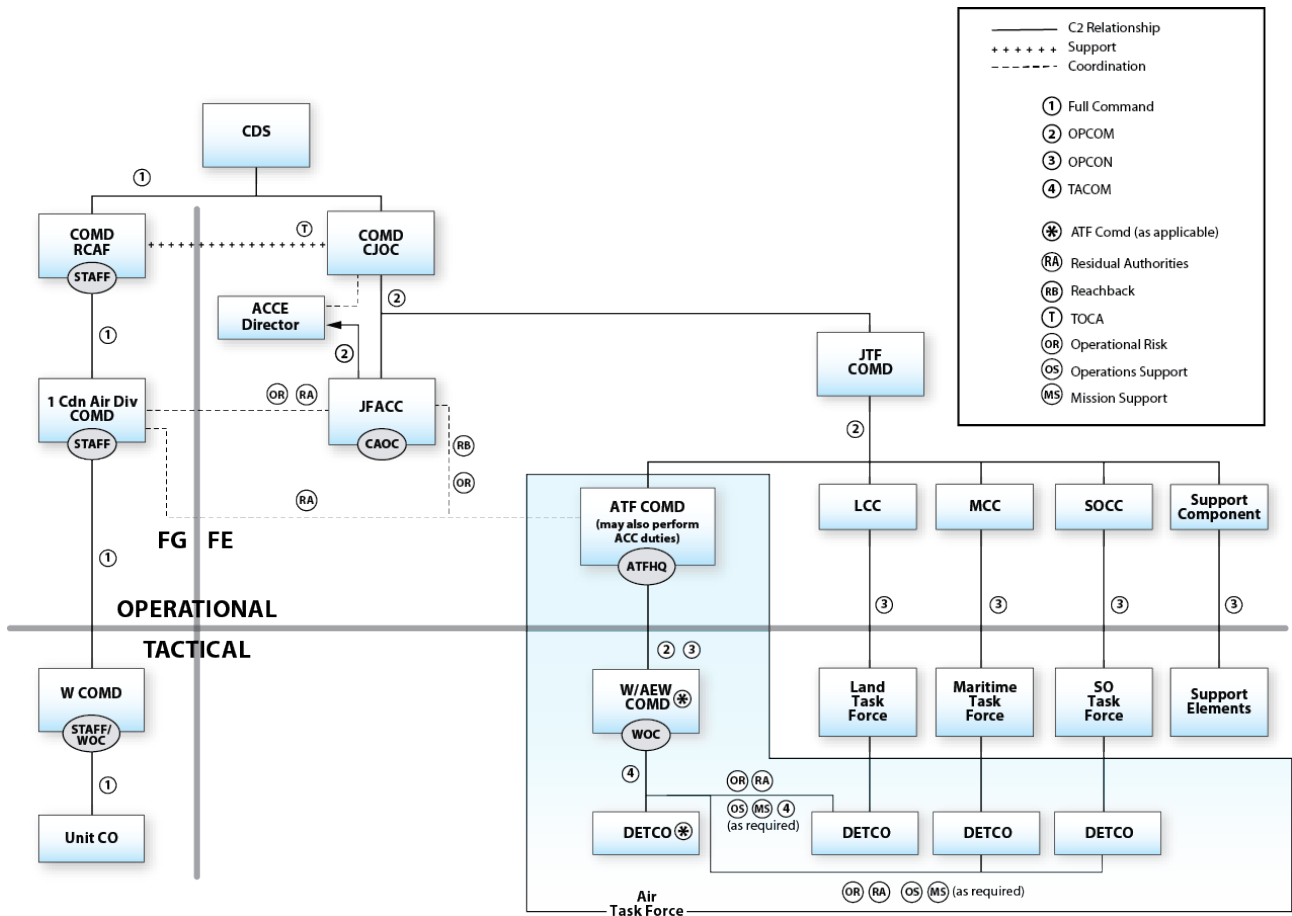 C2 Relationship
Support
Coordination
1 Full Command
2 OPCOM
3 OPCON
4 TACOM
* ATF Comd (as applicable)
RA Residual Authorities
RB Reachback
T TOCA
OR Operational Risk
OS Operations Support
MS Mission Support
CDS
1
COMD
RCAF
STAFF
T
COMD
CJOC
2
ACCE
Director
2
1
JTF
COMD
1 Cdn Air Div
COMD
STAFF
OR RA
JFACC
CAOC
2
RB
OR
RA
ATF COMD
(may also perform
ACC duties)
ATFHQ
LCC
MCC
SOCC
Support
Component
FG FE
1
OPERATIONAL
3
3
3
3
TACTICAL
2 3
W COMD
STAFF/
WOC
W/AEW
COMD *
WOC
Land
Task
Force
Maritime
Task
Force
SO
Task
Force
Support
Elements
1
4
OR RA
OS MS 4
(as required)
Unit CO
DETCO *
DETCO
DETCO
DETCO
OR RA OS MS (as required)
Air
Task Force